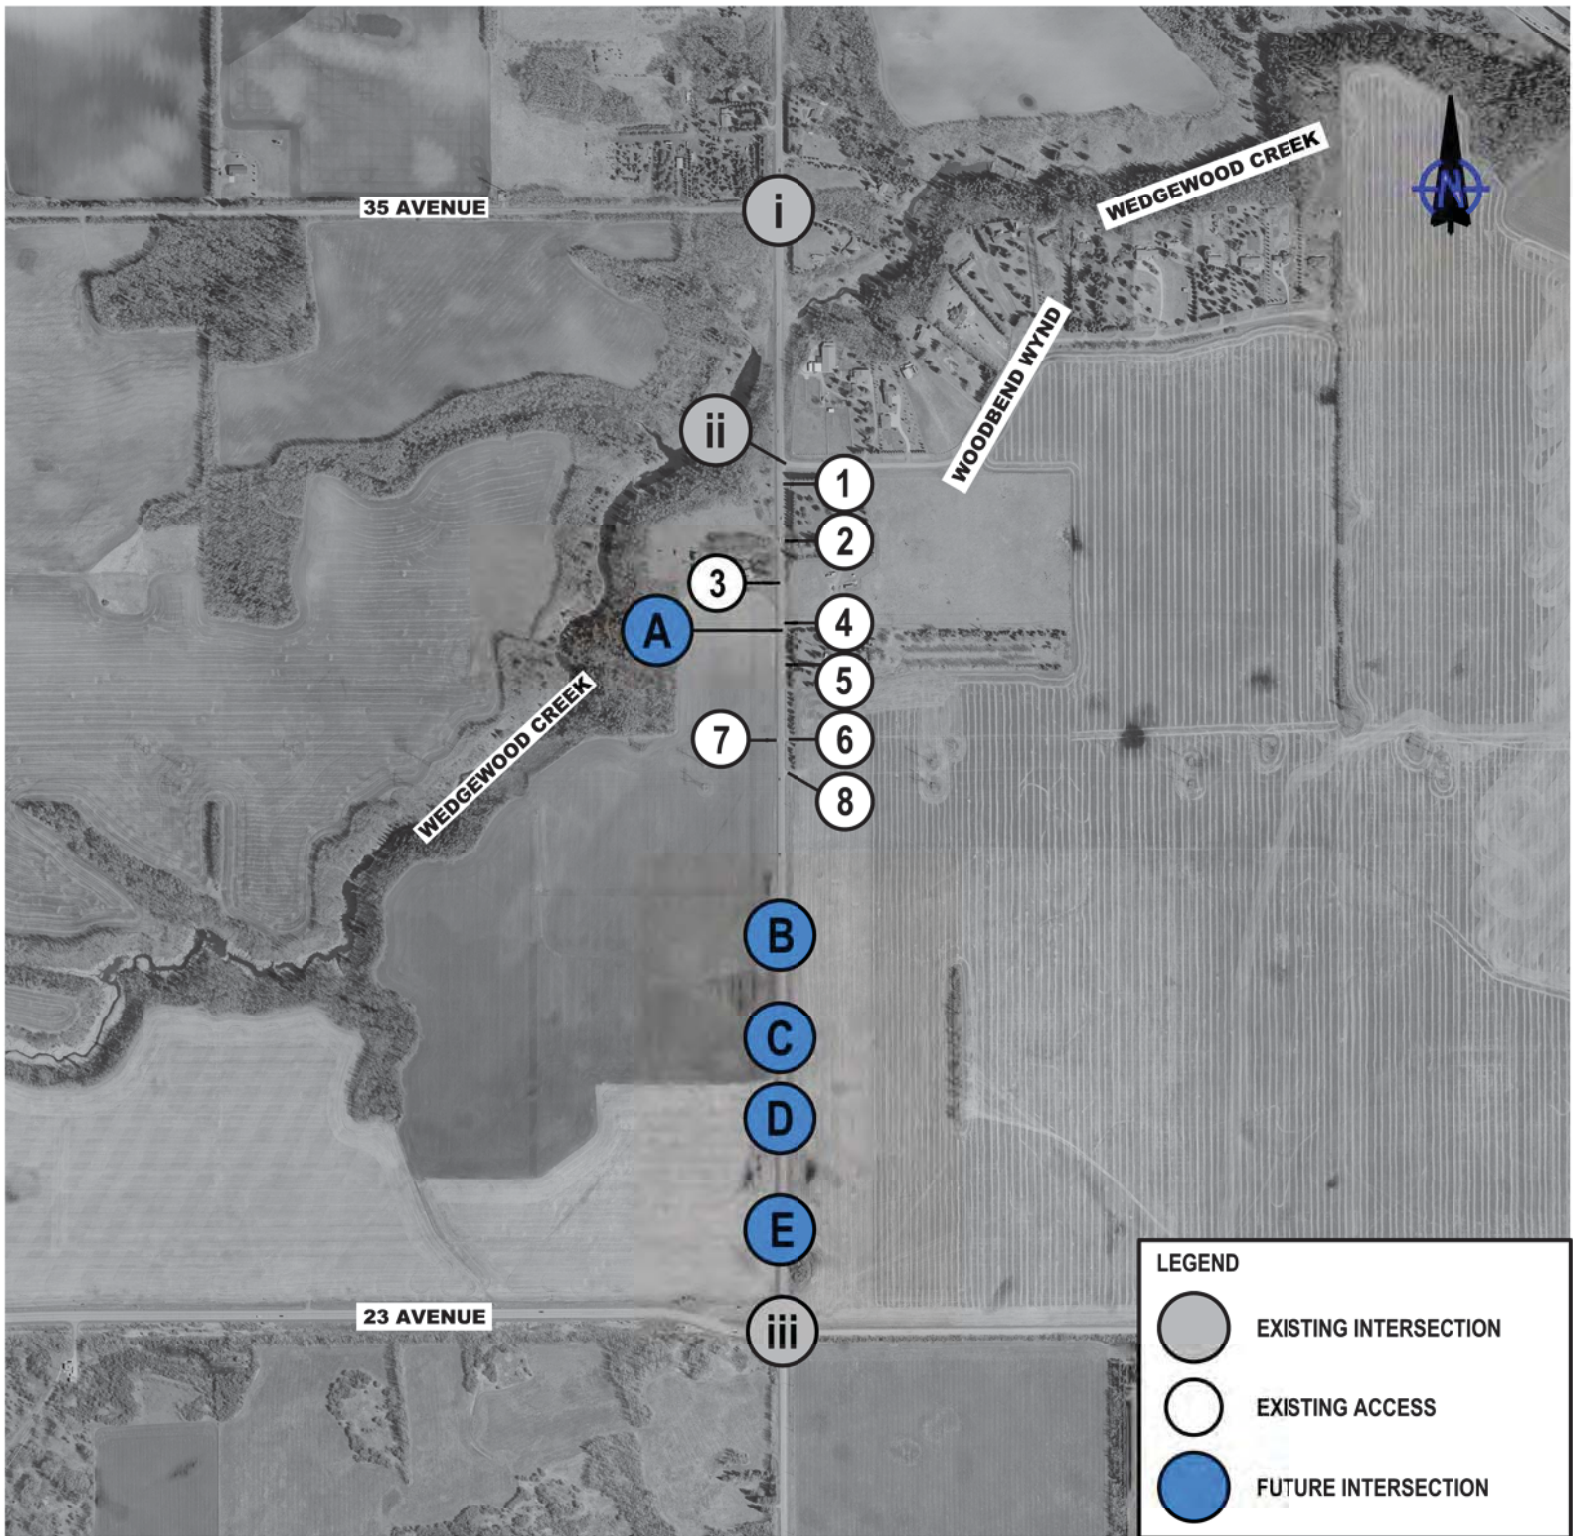 WEDGEWOOD CREEK
N
35 AVENUE
i
WOODBEND WYND
ii
1
2
3
4
A
5
WEDGEWOOD CREEK
7
6
8
B
C
D
E
23 AVENUE
iii
LEGEND
EXISTING INTERSECTION
EXISTING ACCESS
FUTURE INTERSECTION